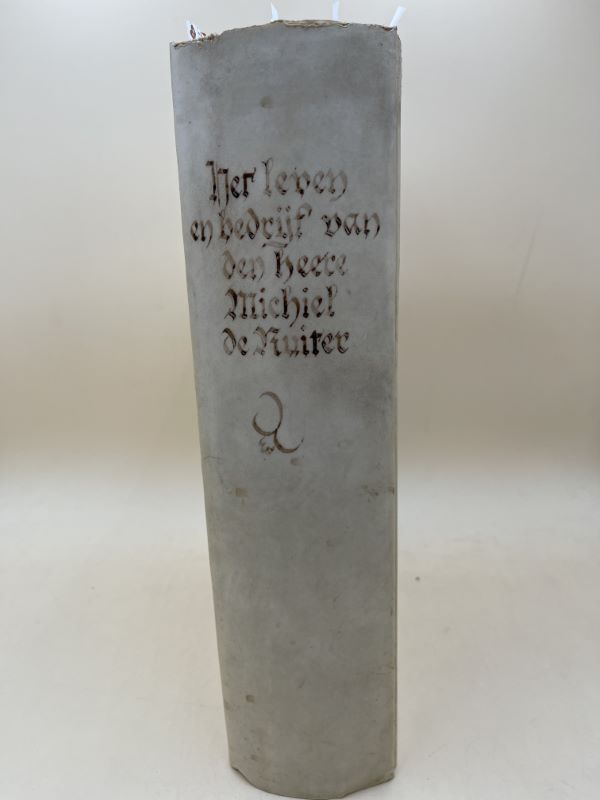 Het leven
en bedrijf van
den heere
Michiel
de Ruiter